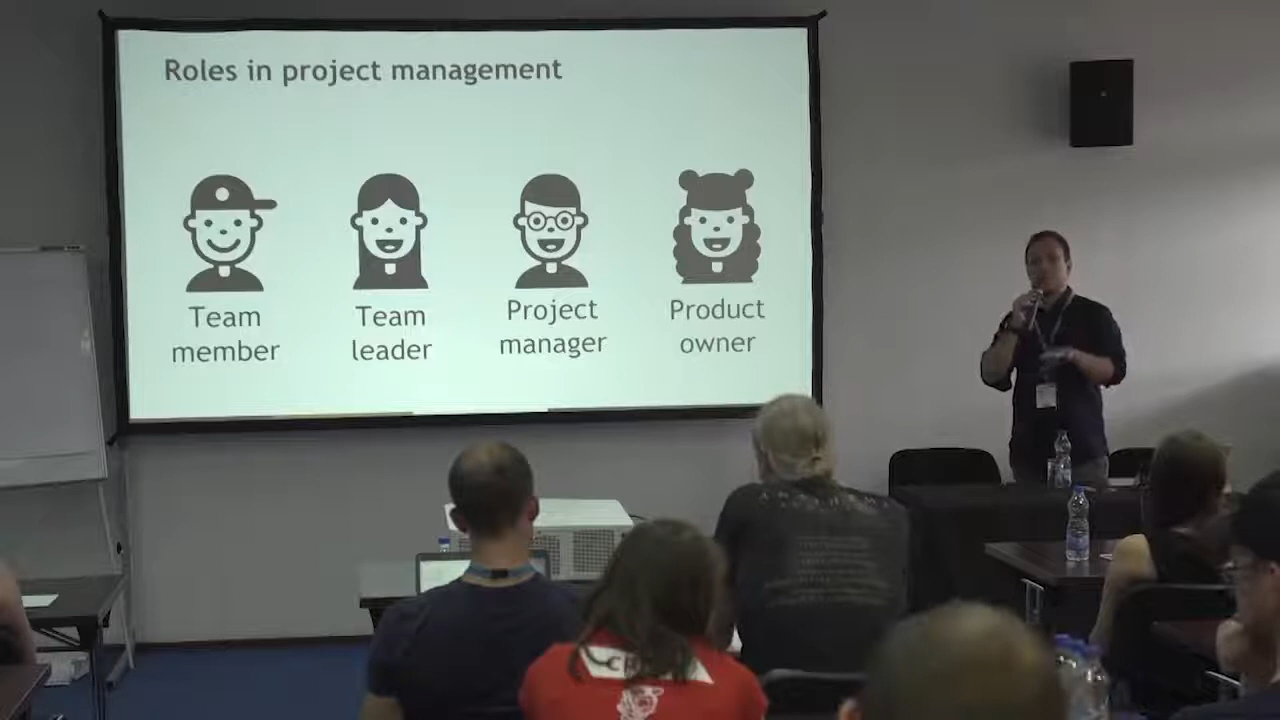 Roles in project management
Team
member
Team
leader
Project
manager
Product
owner